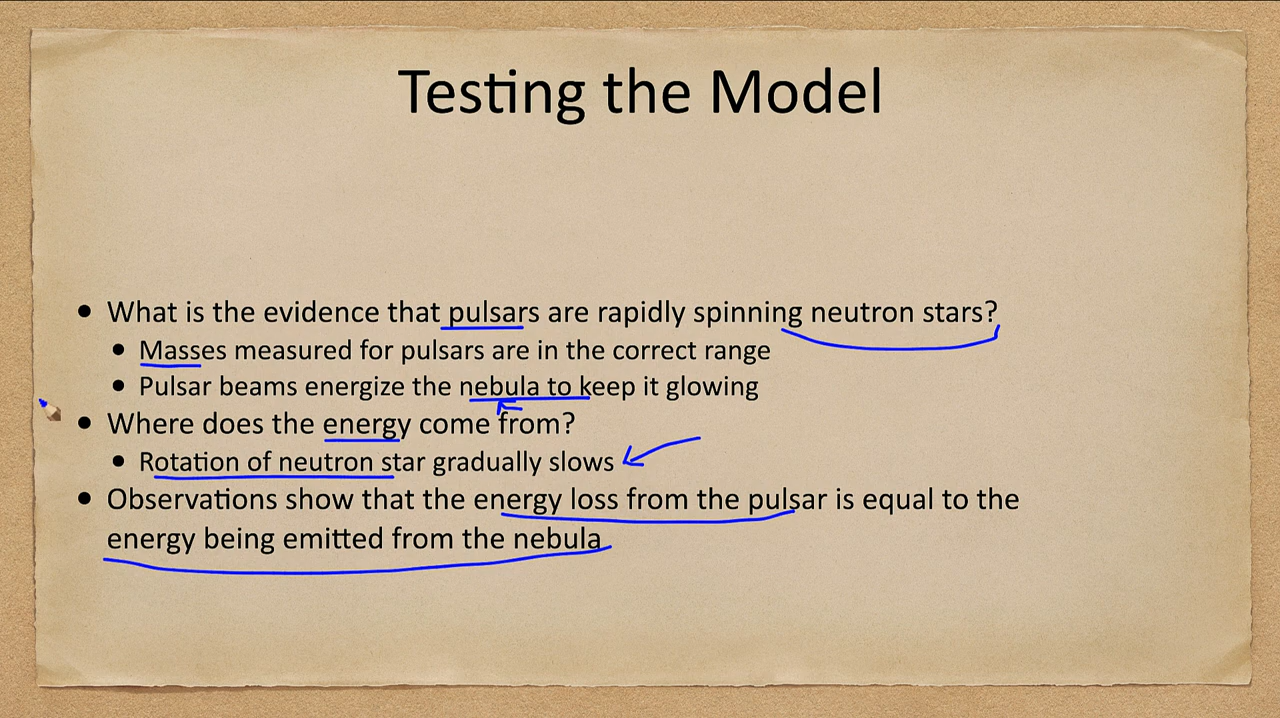 Testing the Model
• What is the evidence that pulsars are rapidly spinning neutron stars?
• Masses measured for pulsars are in the correct range
• Pulsar beams energize the nebula to keep it glowing
• Where does the energy come from?
• Rotation of neutron star gradually slows
• Observations show that the energy loss from the pulsar is equal to the
energy being emitted from the nebula